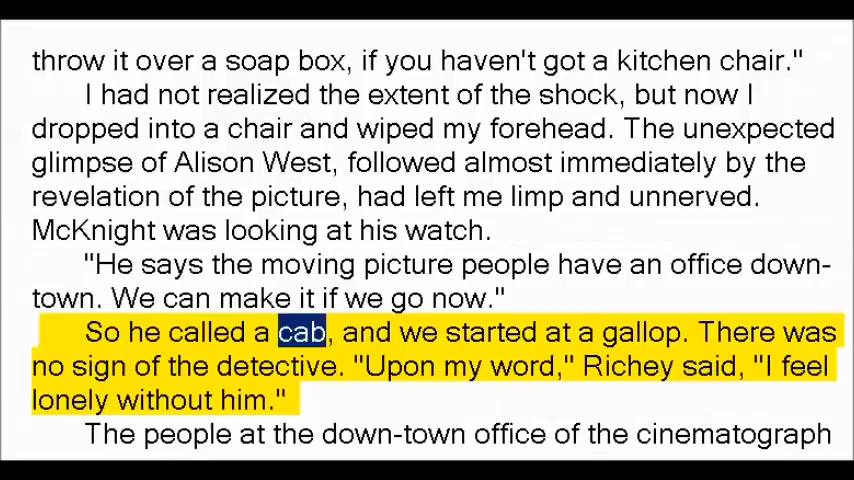 throw it over a soap box, if you haven't got a kitchen chair."
I had not realized the extent of the shock, but now I
dropped into a chair and wiped my forehead. The unexpected
glimpse of Alison West, followed almost immediately by the
revelation of the picture, had left me limp and unnerved.
McKnight was looking at his watch.
"He says the moving picture people have an office down-
town. We can make it if we go now."
So he called a cab, and we started at a gallop. There was
no sign of the detective. "Upon my word," Richey said, "I feel
lonely without him."
The people at the down-town office of the cinematograph